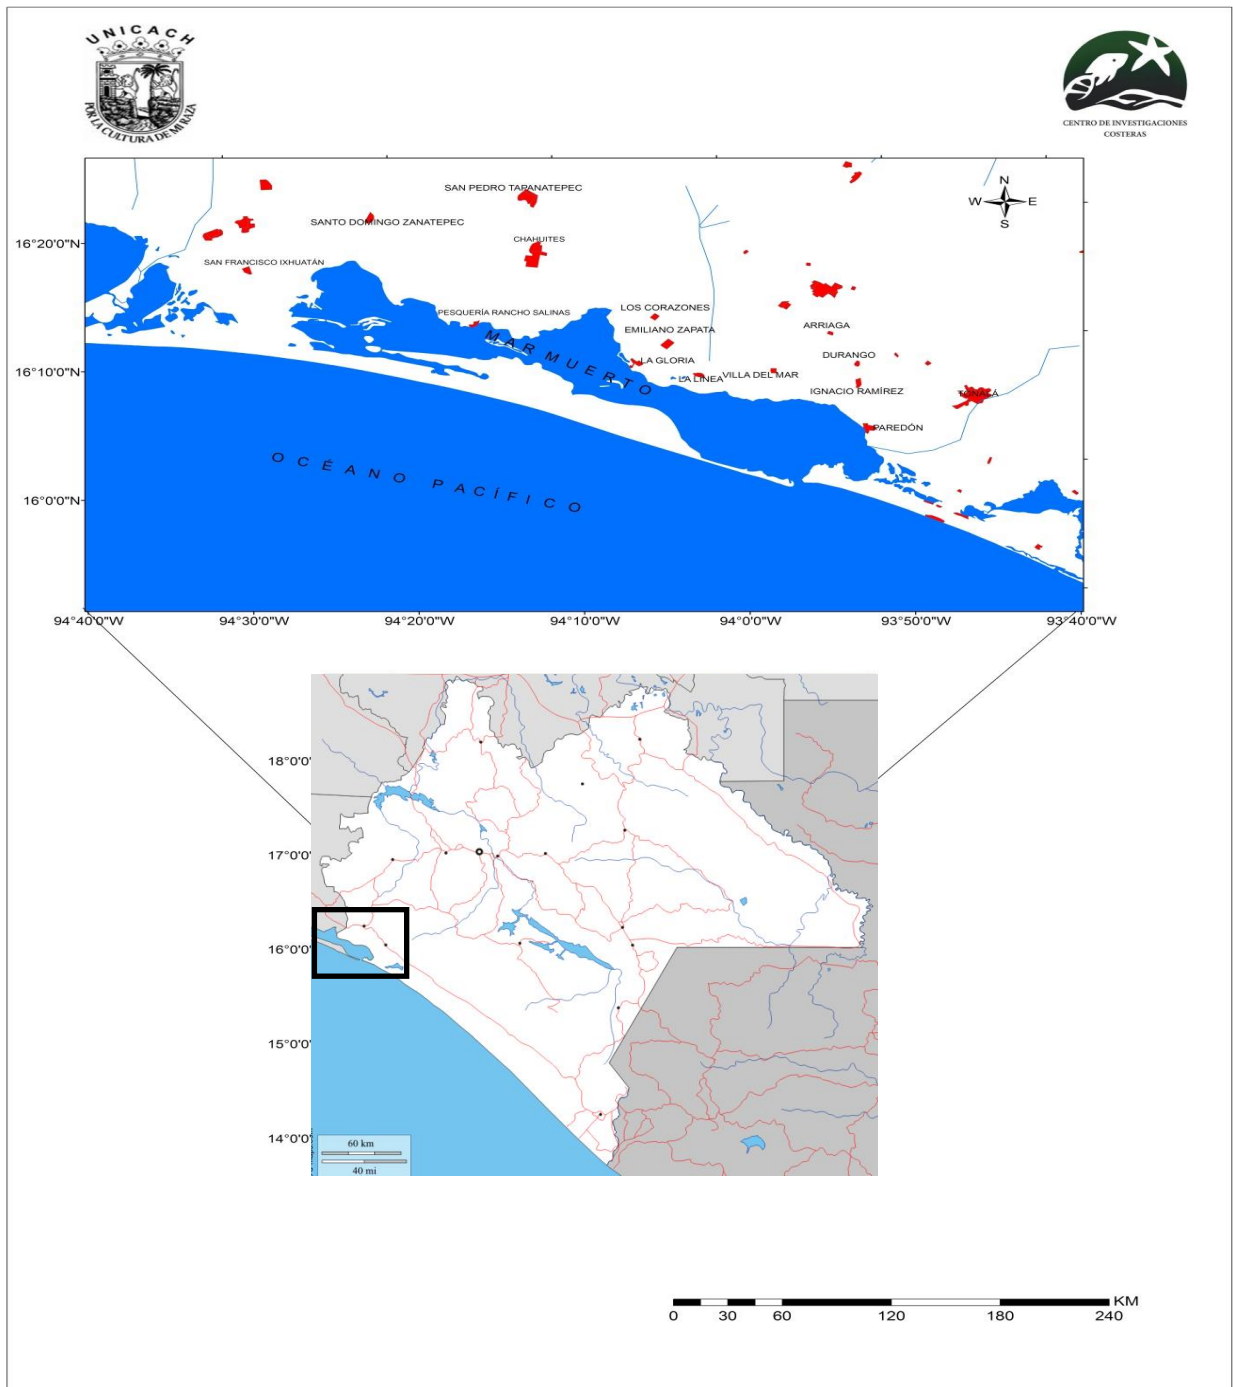 UNICACH
POR LA CULTURA DE MI RAZA
CENTRO DE INVESTIGACIONES
COSTERAS
N
W E
S
SAN PEDRO TAPANATEPEC
SANTO DOMINGO ZANATEPEC
CHAHUITES
SAN FRANCISCO IXHUATÁN
PESQUERÍA RANCHO SALINAS
LOS CORAZONES
EMILIANO ZAPATA
ARRIAGA
MAR MUERTO
LA GLORIA
DURANGO
LA LINEA
VILLA DEL MAR
IGNACIO RAMÍREZ
TONALÁ
PAREDÓN
OCÉANO PACÍFICO
16°20'0"N
16°10'0"N
16°0'0"N
94°40'0"W 94°30'0"W 94°20'0"W 94°10'0"W 94°0'0"W 93°50'0"W 93°40'0"W
18°0'0'
17°0'0'
16°0'0'
15°0'0'
14°0'0'
60 km
40 mi
KM
0 30 60 120 180 240